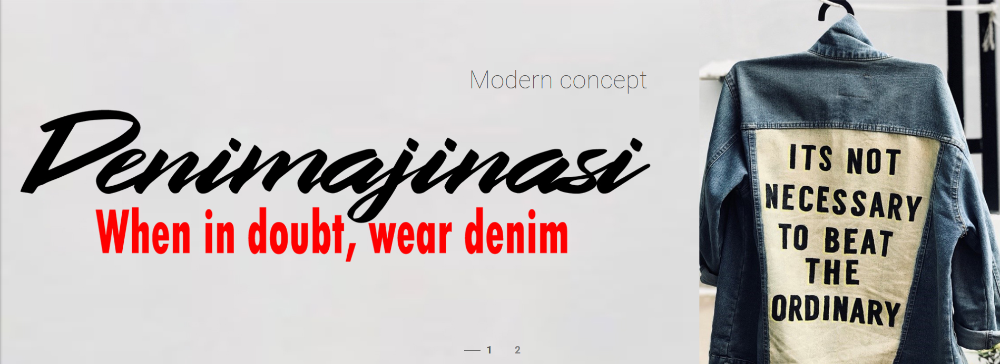 Modern concept
Denimajinasi
When in doubt, wear denim
1 2
ITS NOT
NECESSARY
TO BEAT
THE
ORDINARY